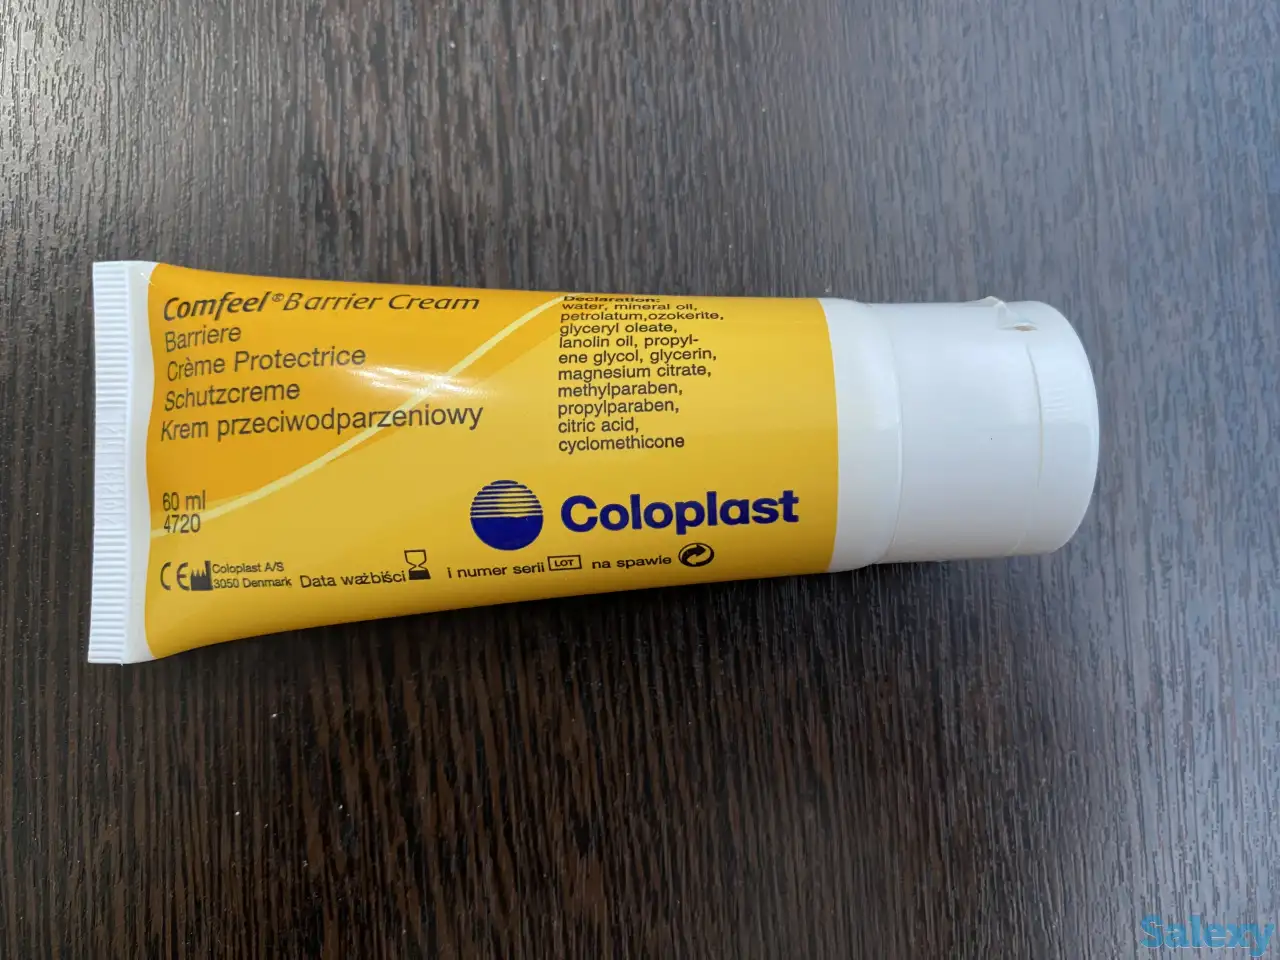 Comfeel® Barrier Cream
Barriere
Crème Protectrice
Schutzcreme
Krem przeciwodparzeniowy
60 ml
4720
Declaration:
water, mineral oil,
petrolatum,ozokerite,
glyceryl oleate,
lanolin oil, propyl-
ene glycol, glycerin,
magnesium citrate,
methylparaben,
propylparaben,
citric acid,
cyclomethicone
Coloplast
CE Coloplast A/S
3050 Denmark
Data ważbiści i numer serii LOT na spawie
Salexy